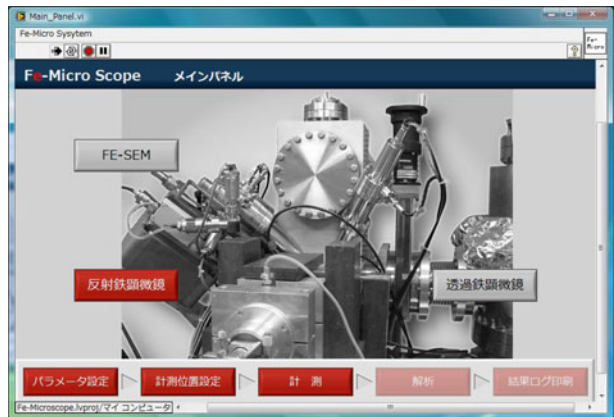 Main_Panel.vi
Fe-Micro Sysytem
Fe-Micro Scope メインパネル
FE-SEM
反射鉄顕微鏡
透過鉄顕微鏡
パラメータ設定
計測位置設定
計 測
解析
結果ログ印刷
Fe-Microscope.lvproj/マイ コンピュータ